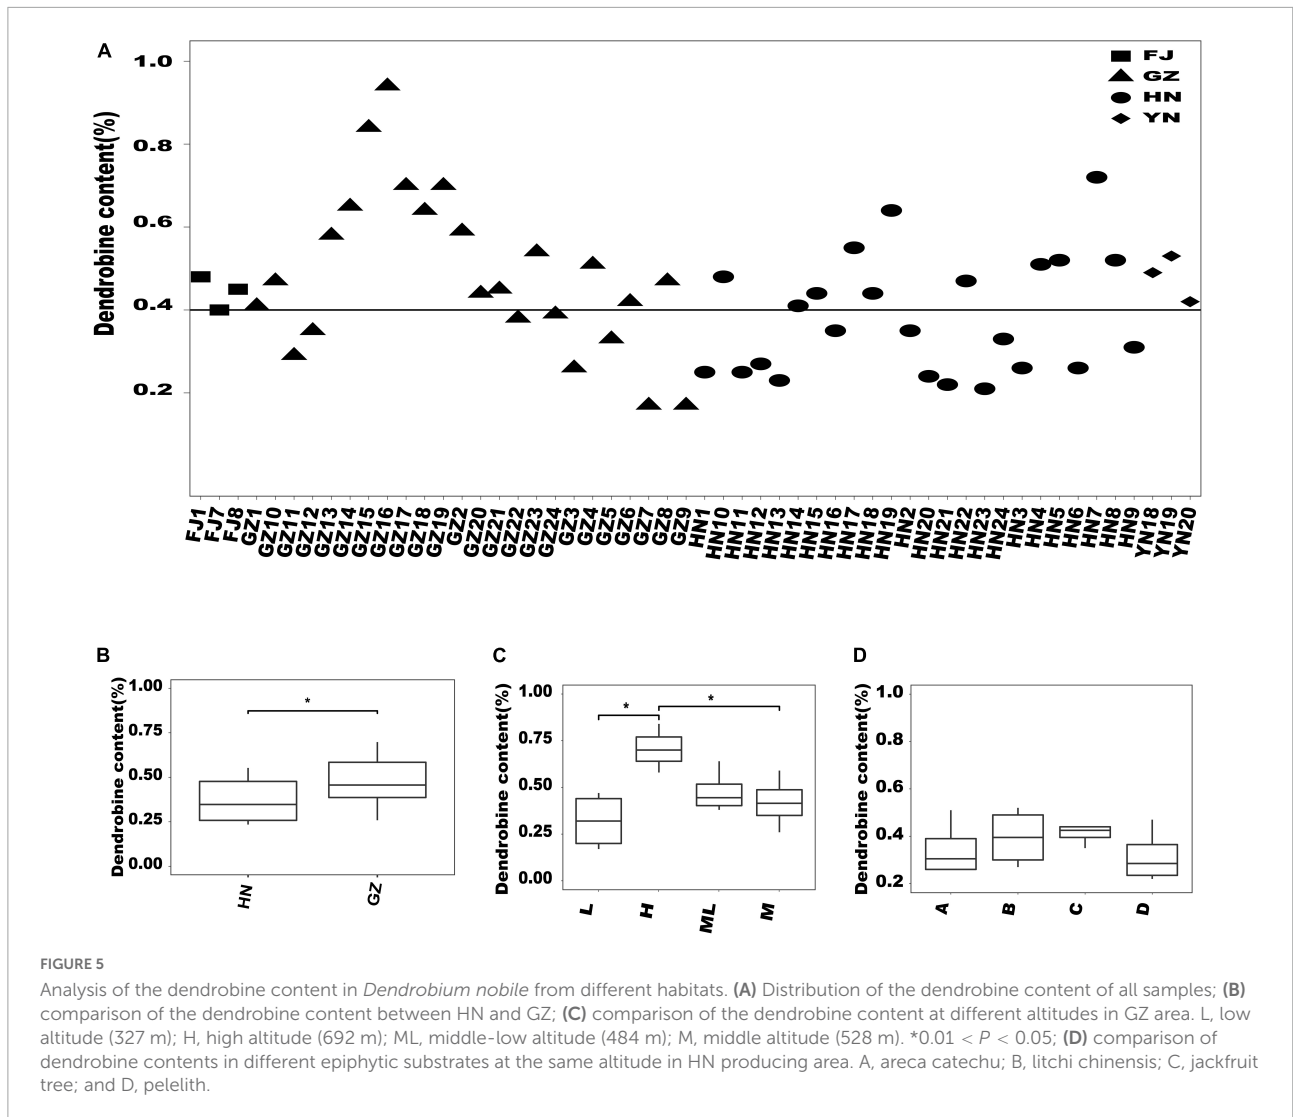 A
Dendrobine content(%)
1.0
0.8
0.6
0.4
0.2
FJ
GZ
HN
YN
FJ1
FJ7
FJ8
GZ1
GZ10
GZ11
GZ12
GZ13
GZ14
GZ15
GZ16
GZ17
GZ18
GZ19
GZ2
GZ20
GZ21
GZ22
GZ23
GZ24
GZ3
GZ4
GZ5
GZ6
GZ7
GZ8
GZ9
HN1
HN10
HN11
HN12
HN13
HN14
HN15
HN16
HN17
HN18
HN19
HN2
HN20
HN21
HN22
HN23
HN24
HN3
HN4
HN5
HN6
HN7
HN8
HN9
YN18
YN19
YN20
B
Dendrobine content(%)
1.00
0.75
0.50
0.25
0.00
*
HN
GZ
C
Dendrobine content(%)
1.00
0.75
0.50
0.25
0.00
*
*
L
H
ML
M
D
Dendrobine content(%)
1.0
0.8
0.6
0.4
0.2
A
B
C
D
FIGURE 5
Analysis of the dendrobine content in Dendrobium nobile from different habitats. (A) Distribution of the dendrobine content of all samples; (B)
comparison of the dendrobine content between HN and GZ; (C) comparison of the dendrobine content at different altitudes in GZ area. L, low
altitude (327 m); H, high altitude (692 m); ML, middle-low altitude (484 m); M, middle altitude (528 m). *0.01 < P < 0.05; (D) comparison of
dendrobine contents in different epiphytic substrates at the same altitude in HN producing area. A, areca catechu; B, litchi chinensis; C, jackfruit
tree; and D, pelelith.